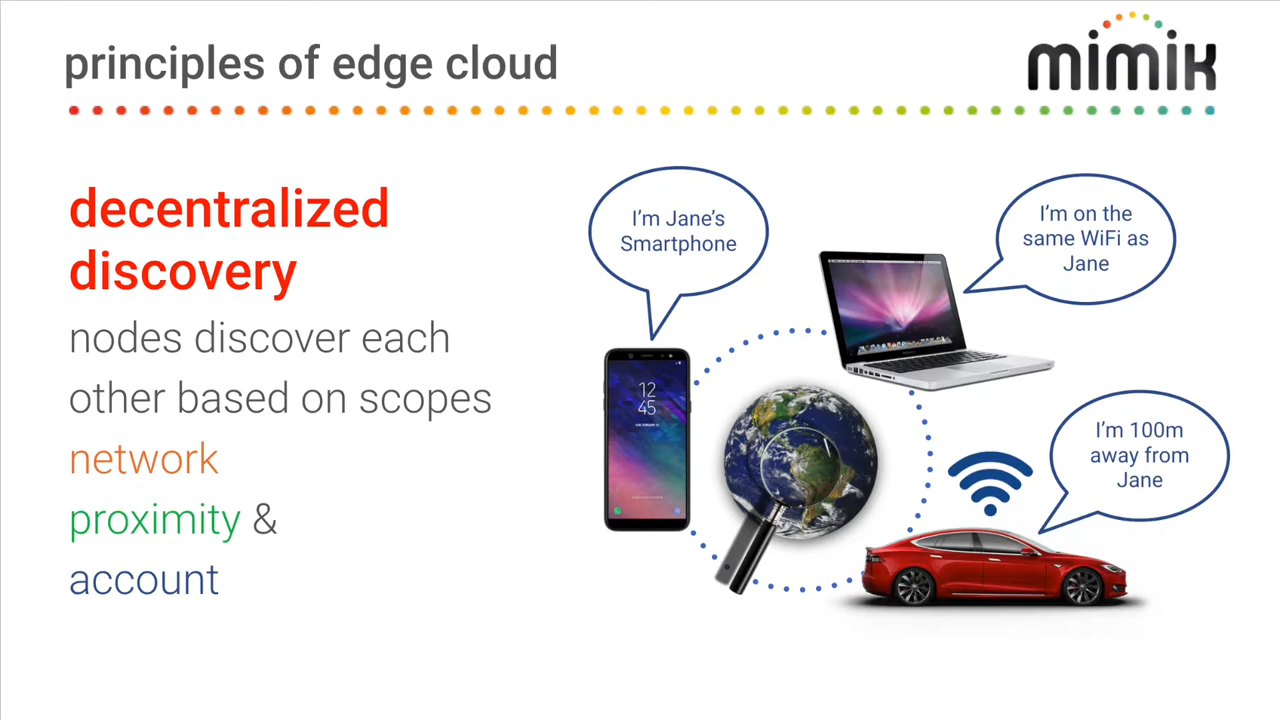 principles of edge cloud
mimik
decentralized
discovery
nodes discover each
other based on scopes
network
proximity &
account
I'm Jane's
Smartphone
I'm on the
same WiFi as
Jane
I'm 100m
away from
Jane
12
45